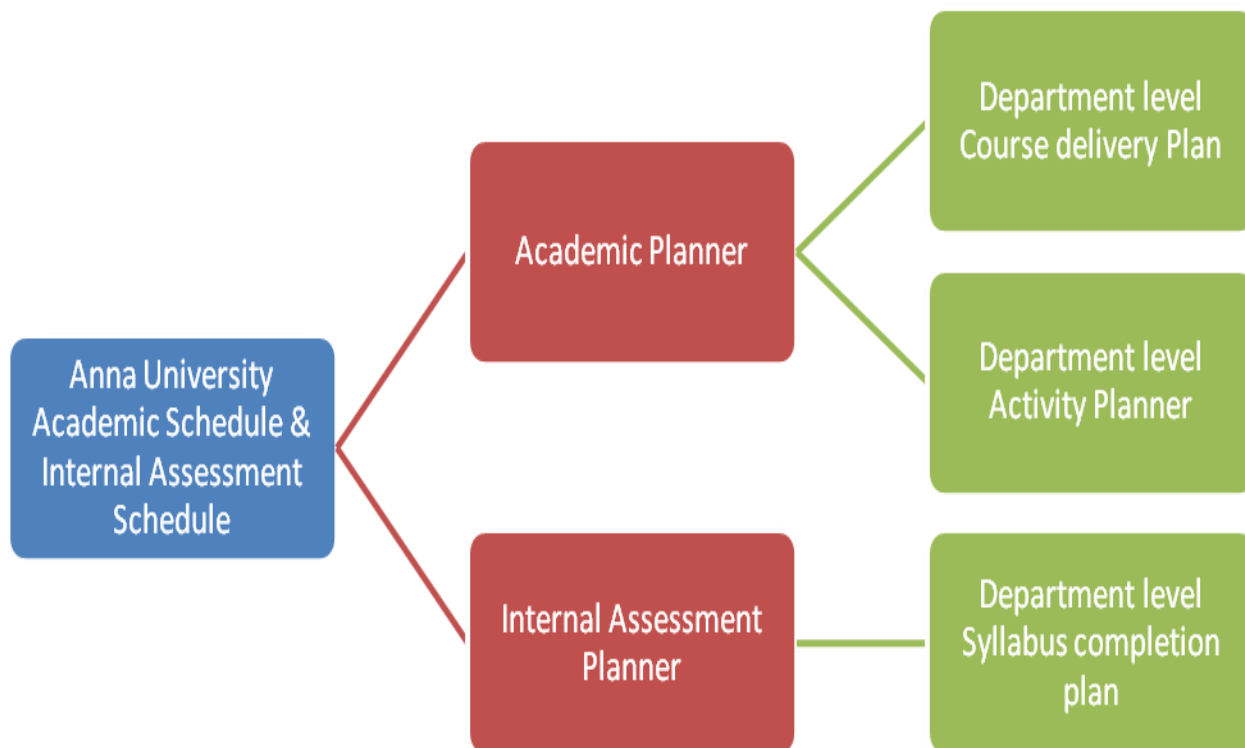 Anna University
Academic Schedule &
Internal Assessment
Schedule
Academic Planner
Internal Assessment
Planner
Department level
Course delivery Plan
Department level
Activity Planner
Department level
Syllabus completion
plan